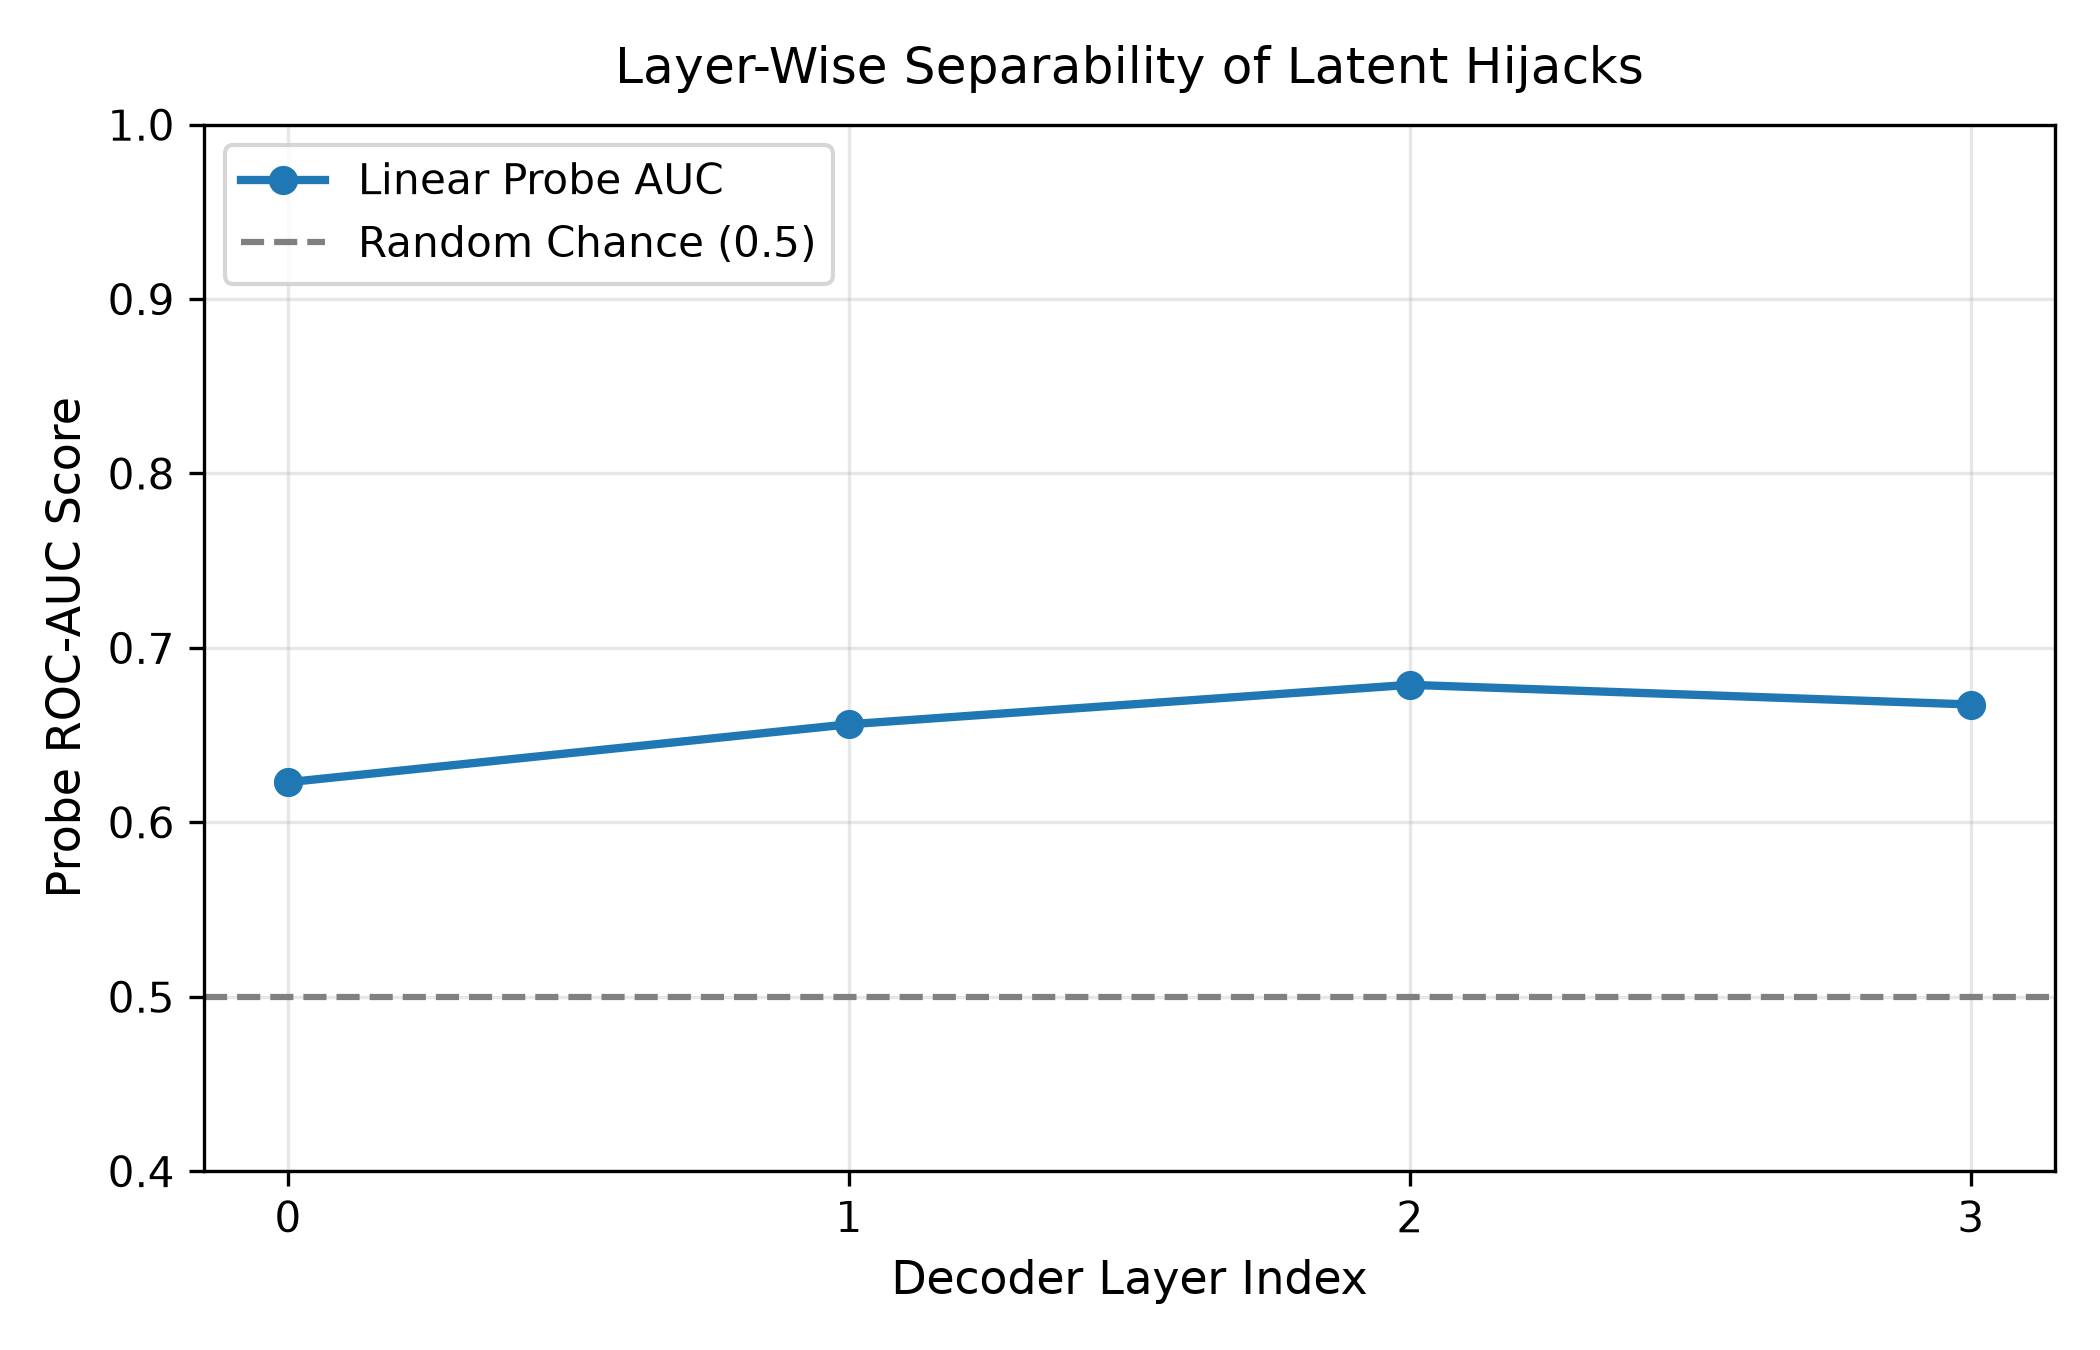 Layer-Wise Separability of Latent Hijacks
Linear Probe AUC
Random Chance (0.5)
Probe ROC-AUC Score
1.0
0.9
0.8
0.7
0.6
0.5
0.4
0 1 2 3
Decoder Layer Index